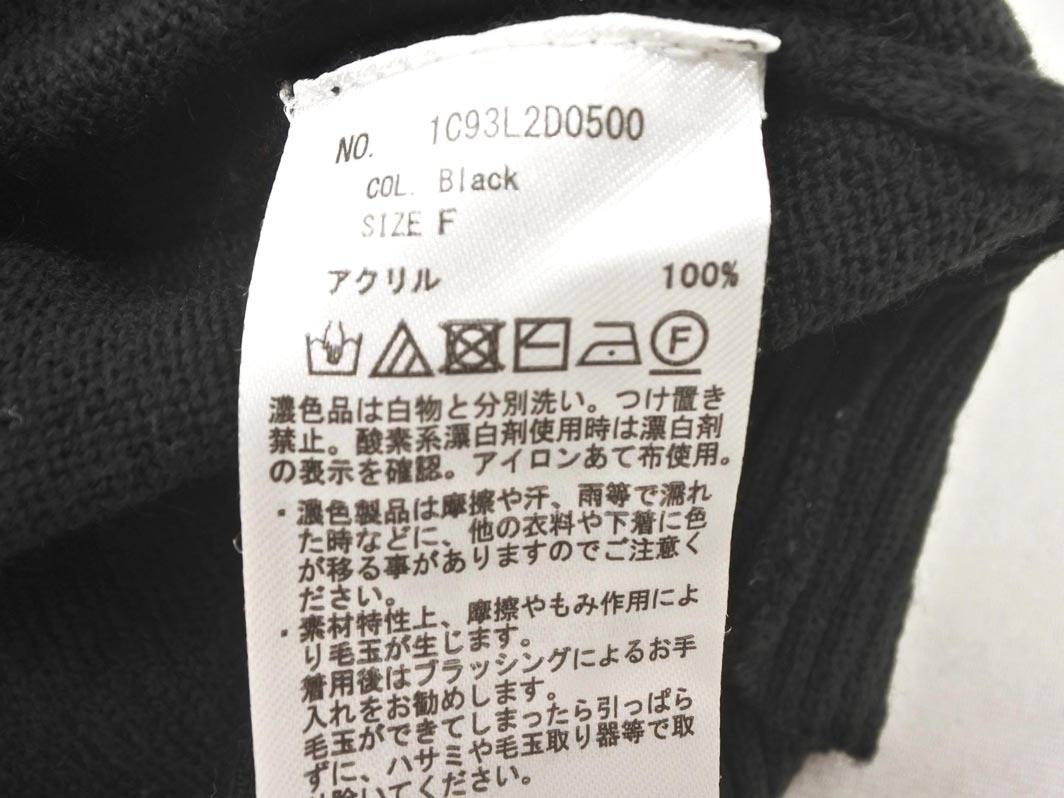 NO. 1C93L2D0500
COL. Black
SIZE F
アクリル 100%
F
濃色品は白物と分別洗い。つけ置き
禁止。酸素系漂白剤使用時は漂白剤
の表示を確認。アイロンあて布使用。
・濃色製品は摩擦や汗、雨等で濡れ
た時などに、他の衣料や下着に色
が移る事がありますのでご注意く
ださい。
・素材特性上、摩擦やもみ作用によ
り毛玉が生じます。
着用後はブラッシングによるお手
入れをお勧めします。
毛玉ができてしまったら引っぱら
ずに、ハサミや毛玉取り器等で取
り除いてください。